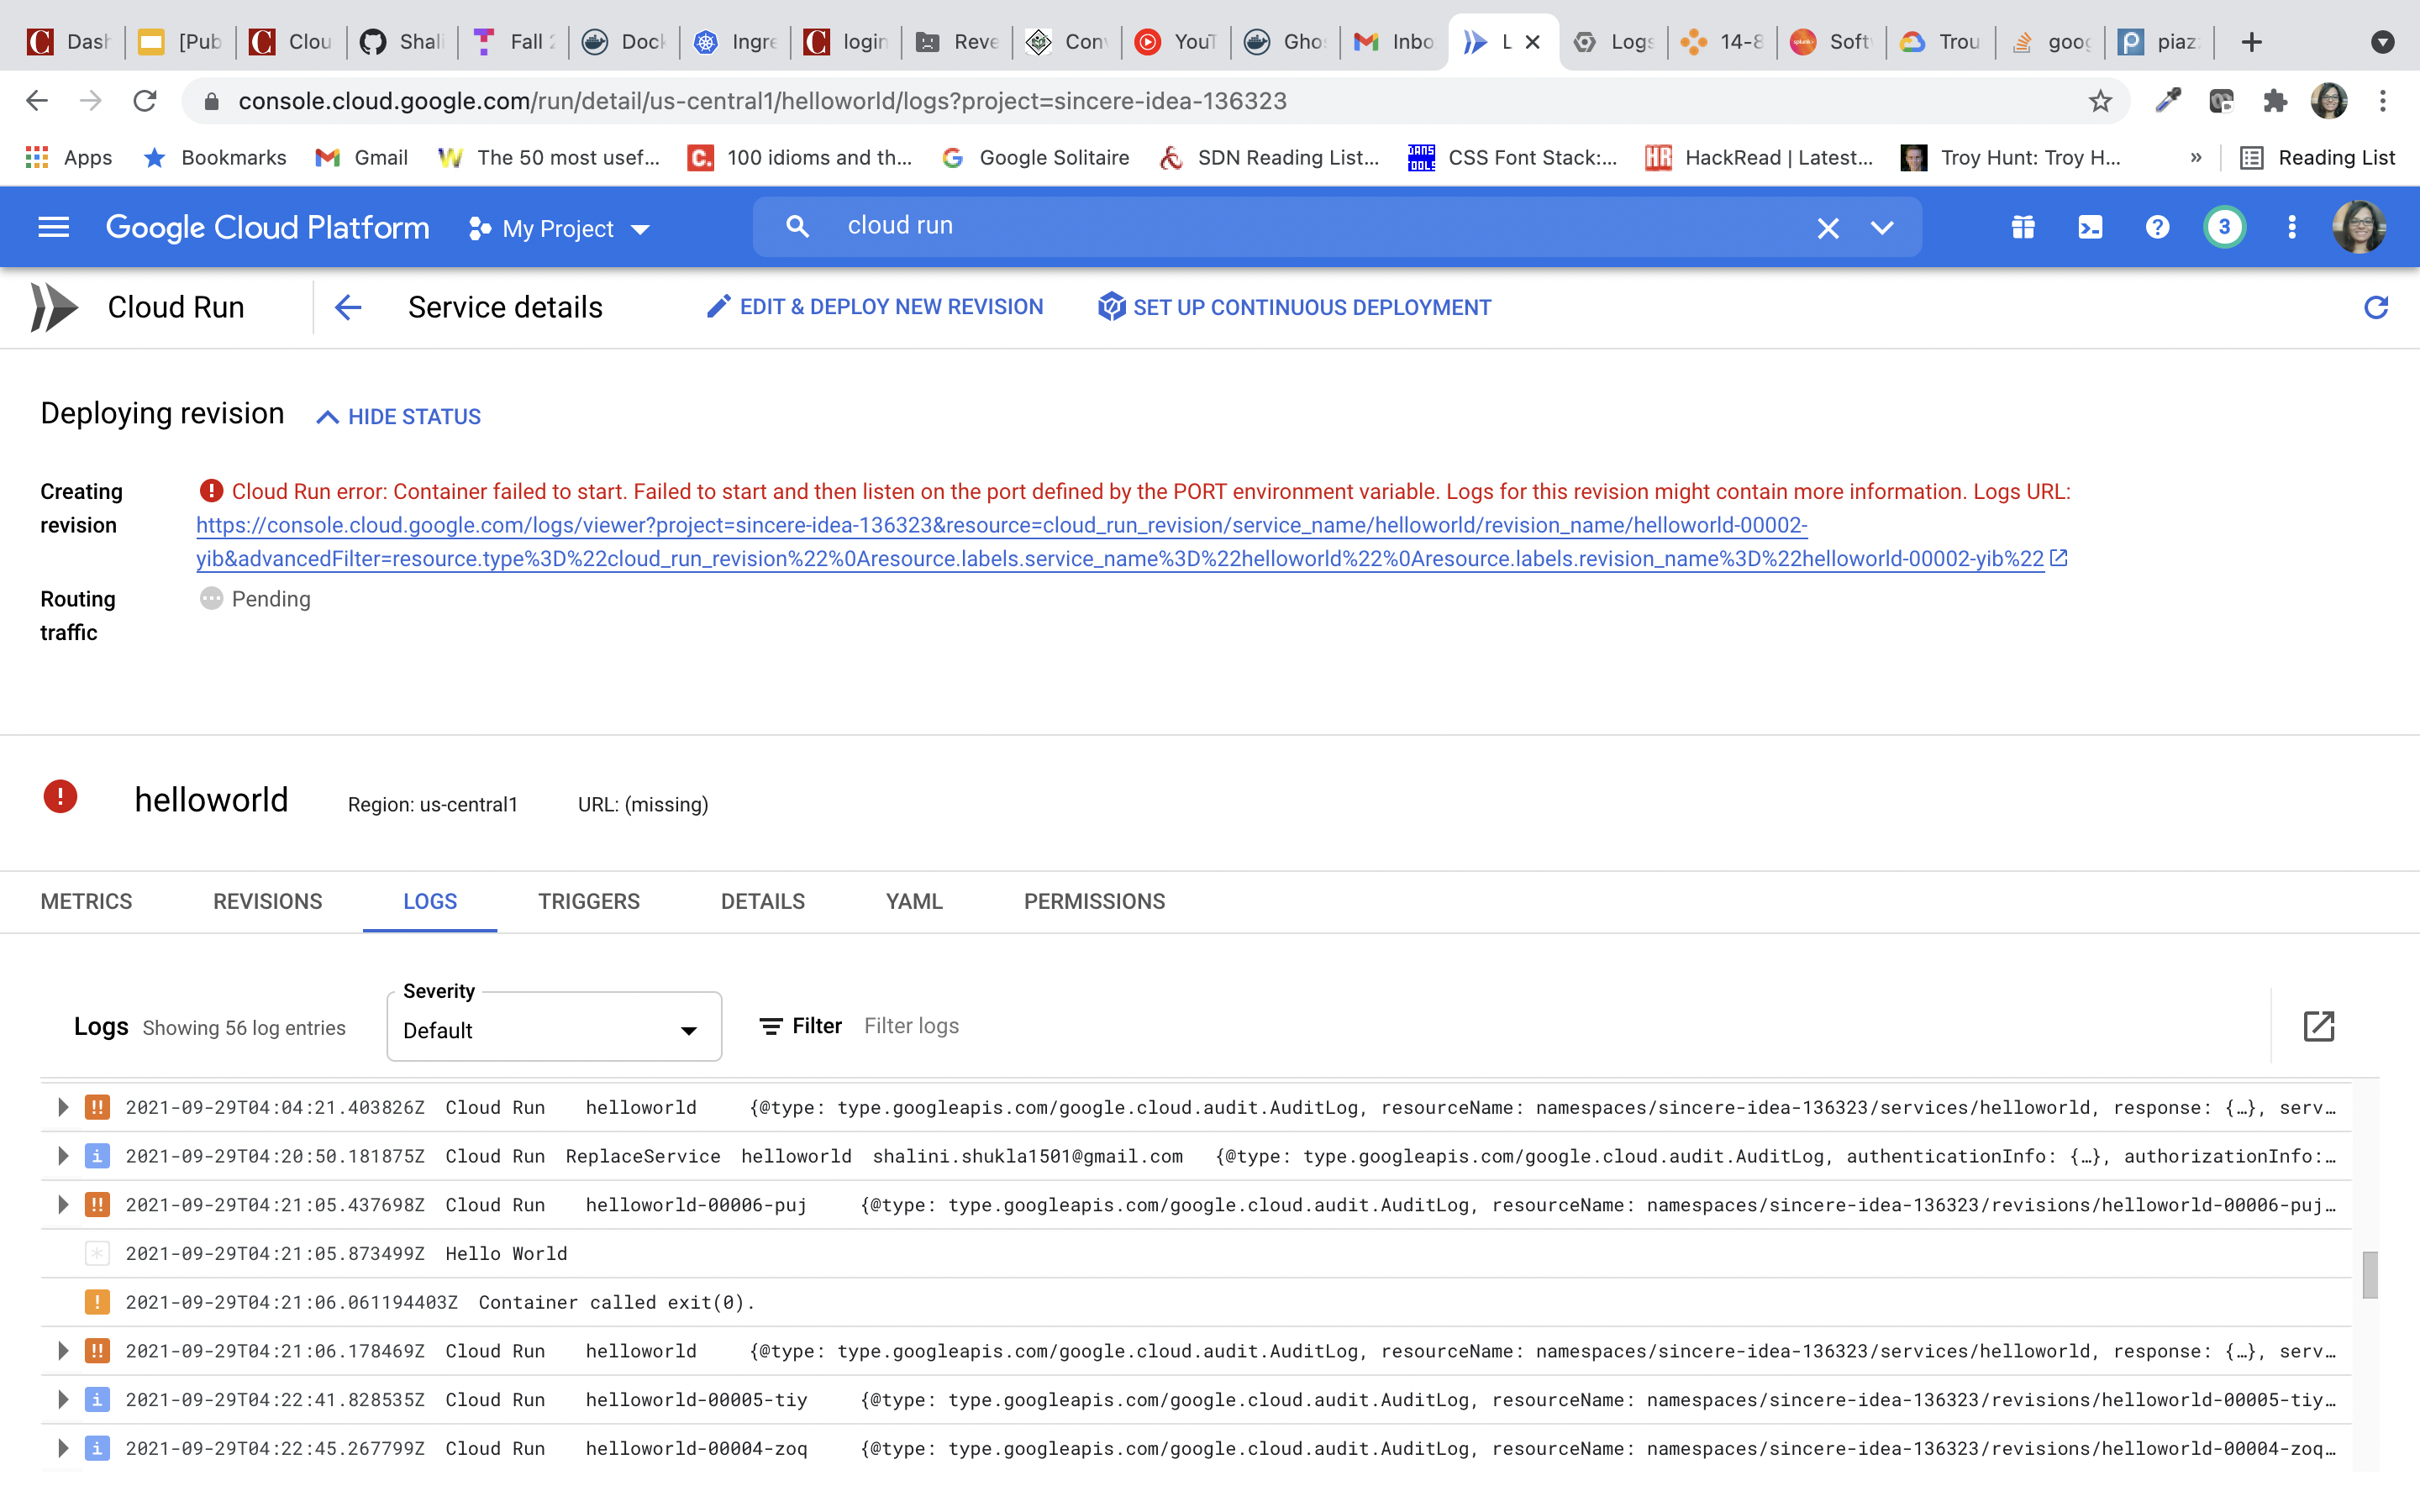 Dash [Pub Clou Shali Fall 2 Dock Ingre login Reve Conv YouT Ghos Inbo L Logs 14-8 Softv Trou goog piaz
console.cloud.google.com/run/detail/us-central1/helloworld/logs?project=sincere-idea-136323
Apps Bookmarks Gmail The 50 most usef... 100 idioms and th... Google Solitaire SDN Reading List... CSS Font Stack:... HackRead | Latest... Troy Hunt: Troy H... » Reading List
Google Cloud Platform My Project cloud run 3
Cloud Run Service details EDIT & DEPLOY NEW REVISION SET UP CONTINUOUS DEPLOYMENT
Deploying revision HIDE STATUS
Creating revision
Cloud Run error: Container failed to start. Failed to start and then listen on the port defined by the PORT environment variable. Logs for this revision might contain more information. Logs URL:
https://console.cloud.google.com/logs/viewer?project=sincere-idea-136323&resource=cloud_run_revision/service_name/helloworld/revision_name/helloworld-00002-
yib&advancedFilter=resource.type%3D%22cloud_run_revision%22%0Aresource.labels.service_name%3D%22helloworld%22%0Aresource.labels.revision_name%3D%22helloworld-00002-yib%22
Routing traffic
Pending
helloworld Region: us-central1 URL: (missing)
METRICS REVISIONS LOGS TRIGGERS DETAILS YAML PERMISSIONS
Severity
Logs Showing 56 log entries Default Filter Filter logs
!! 2021-09-29T04:04:21.403826Z Cloud Run helloworld {@type: type.googleapis.com/google.cloud.audit.AuditLog, resourceName: namespaces/sincere-idea-136323/services/helloworld, response: {…}, serv…
i 2021-09-29T04:20:50.181875Z Cloud Run ReplaceService helloworld shalini.shukla1501@gmail.com {@type: type.googleapis.com/google.cloud.audit.AuditLog, authenticationInfo: {…}, authorizationInfo:…
!! 2021-09-29T04:21:05.437698Z Cloud Run helloworld-00006-puj {@type: type.googleapis.com/google.cloud.audit.AuditLog, resourceName: namespaces/sincere-idea-136323/revisions/helloworld-00006-puj…
* 2021-09-29T04:21:05.873499Z Hello World
! 2021-09-29T04:21:06.061194403Z Container called exit(0).
!! 2021-09-29T04:21:06.178469Z Cloud Run helloworld {@type: type.googleapis.com/google.cloud.audit.AuditLog, resourceName: namespaces/sincere-idea-136323/services/helloworld, response: {…}, serv…
i 2021-09-29T04:22:41.828535Z Cloud Run helloworld-00005-tiy {@type: type.googleapis.com/google.cloud.audit.AuditLog, resourceName: namespaces/sincere-idea-136323/revisions/helloworld-00005-tiy…
i 2021-09-29T04:22:45.267799Z Cloud Run helloworld-00004-zoq {@type: type.googleapis.com/google.cloud.audit.AuditLog, resourceName: namespaces/sincere-idea-136323/revisions/helloworld-00004-zoq…